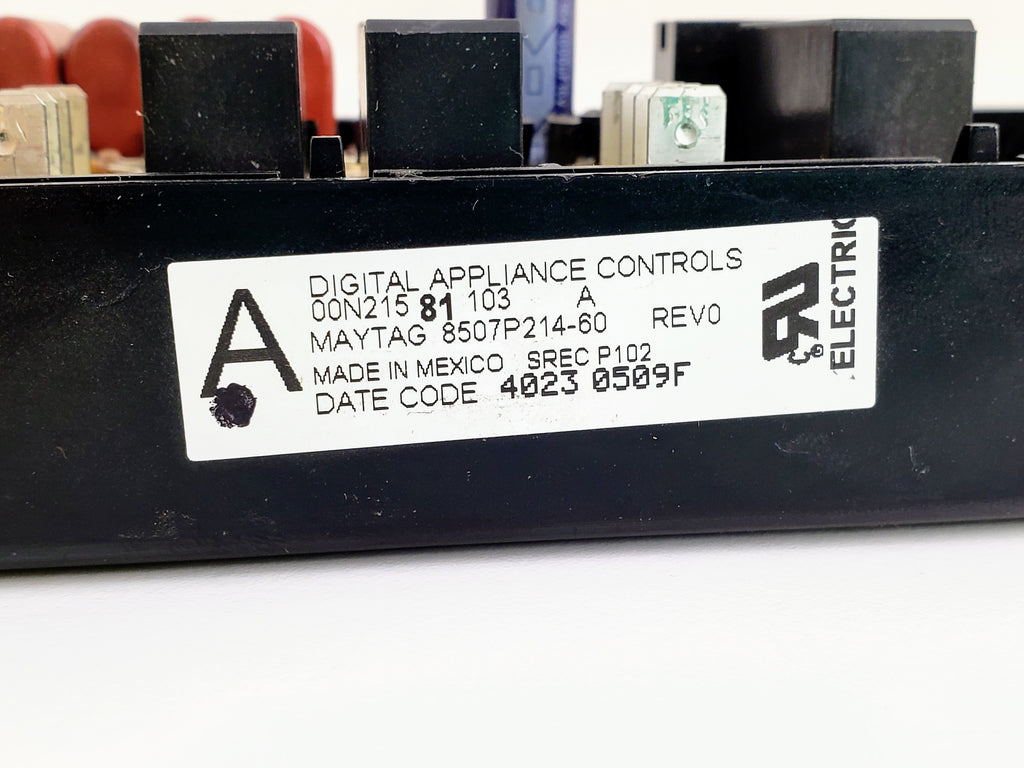 A
DIGITAL APPLIANCE CONTROLS
00N215 81 103 A
MAYTAG 8507P214-60 REV0
MADE IN MEXICO SREC P102
DATE CODE 4023 0509F
ELECTRIC